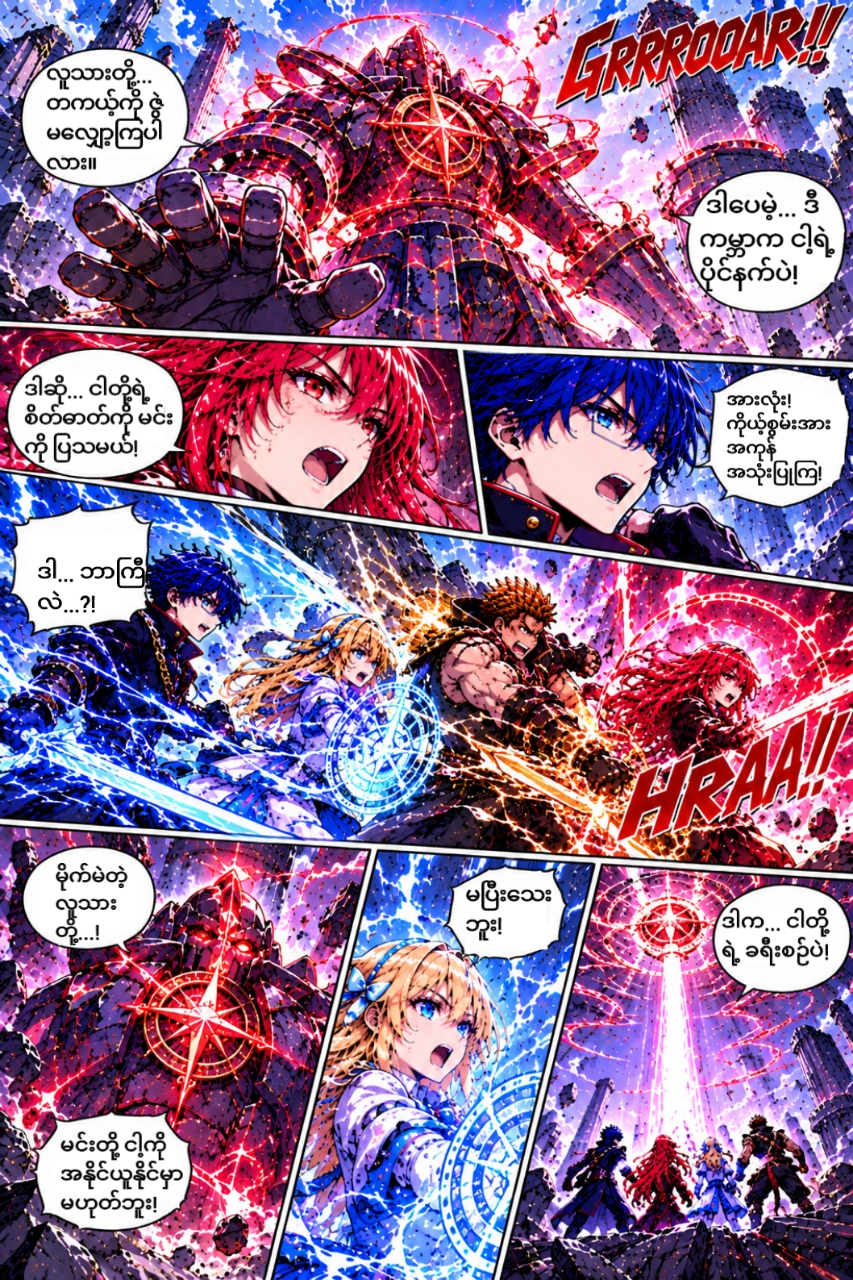 လူသားတို့...
တကယ့်ကို ဇွဲ
မလျှော့ကြပါ
လား။
GRRROOAR!!
ဒါပေမဲ့... ဒီ
ကမ္ဘာက ငါ့ရဲ့
ပိုင်နက်ပဲ!
ဒါဆို... ငါတို့ရဲ့
စိတ်ဓာတ်ကို မင်း
ကို ပြသမယ်!
အားလုံး!
ကိုယ့်စွမ်းအား
အကုန်
အသုံးပြုကြ!
ဒါ... ဘာကြီး
လဲ...?!
HRAA!!
မိုက်မဲတဲ့
လူသား
တို့...!
မင်းတို့ ငါ့ကို
အနိုင်ယူနိုင်မှာ
မဟုတ်ဘူး!
မပြီးသေး
ဘူး!
ဒါက... ငါတို့
ရဲ့ ခရီးစဉ်ပဲ!